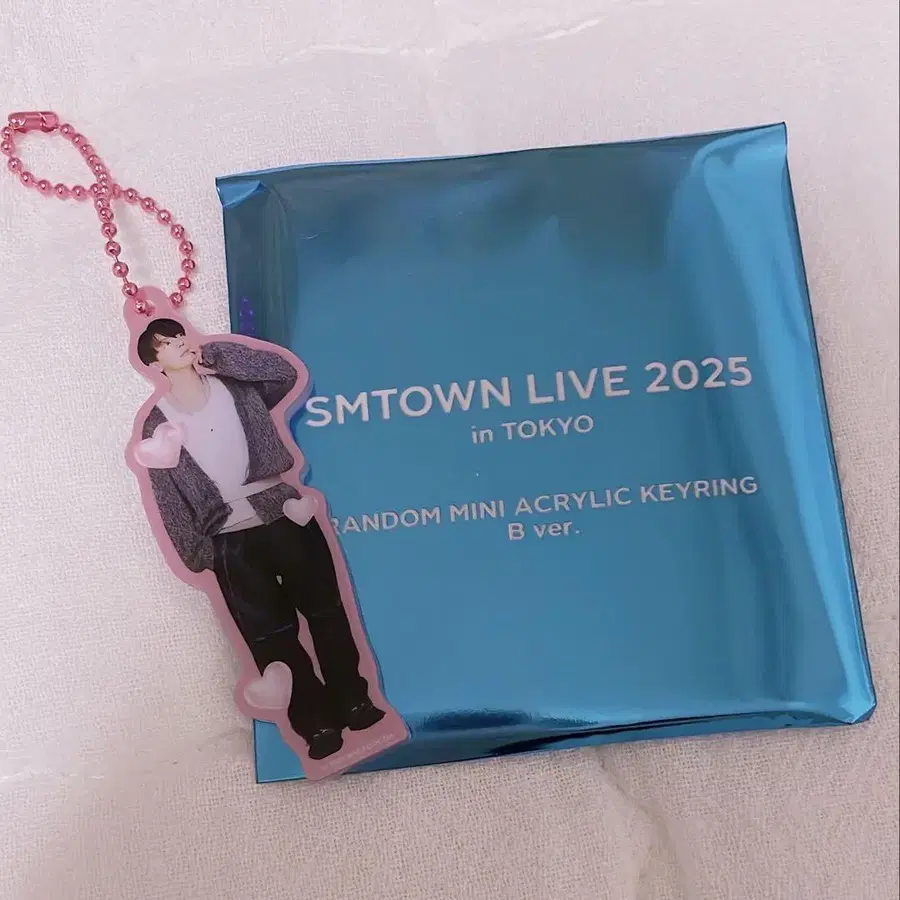 SMTOWN LIVE 2025
in TOKYO
RANDOM MINI ACRYLIC KEYRING
B ver.